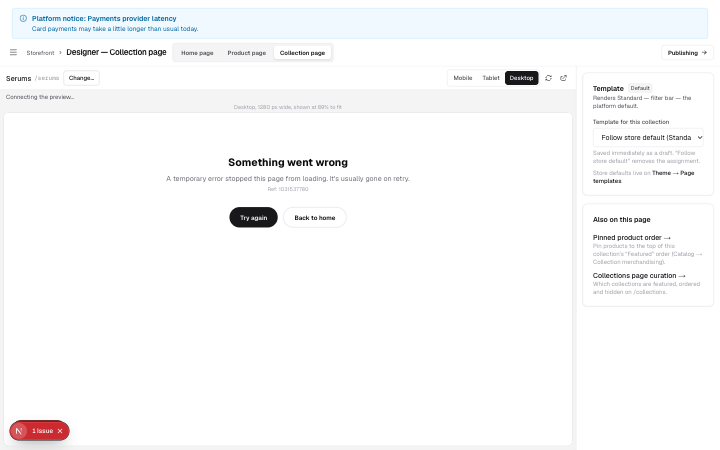 Platform notice: Payments provider latency
Card payments may take a little longer than usual today.
Storefront > Designer — Collection page
Home page Product page Collection page
Publishing →
Serums /serums Change…
Mobile Tablet Desktop
Connecting the preview…
Desktop, 1280 px wide, shown at 88% to fit
Something went wrong
A temporary error stopped this page from loading. It's usually gone on retry.
Ref: 1031537760
Try again Back to home
Template Default
Renders Standard — filter bar — the
platform default.
Template for this collection
Follow store default (Standa
Saved immediately as a draft. "Follow
store default" removes the assignment.
Store defaults live on Theme → Page
templates
Also on this page
Pinned product order →
Pin products to the top of this
collection's "Featured" order (Catalog →
Collection merchandising).
Collections page curation →
Which collections are featured, ordered
and hidden on /collections.
N 1 Issue ×